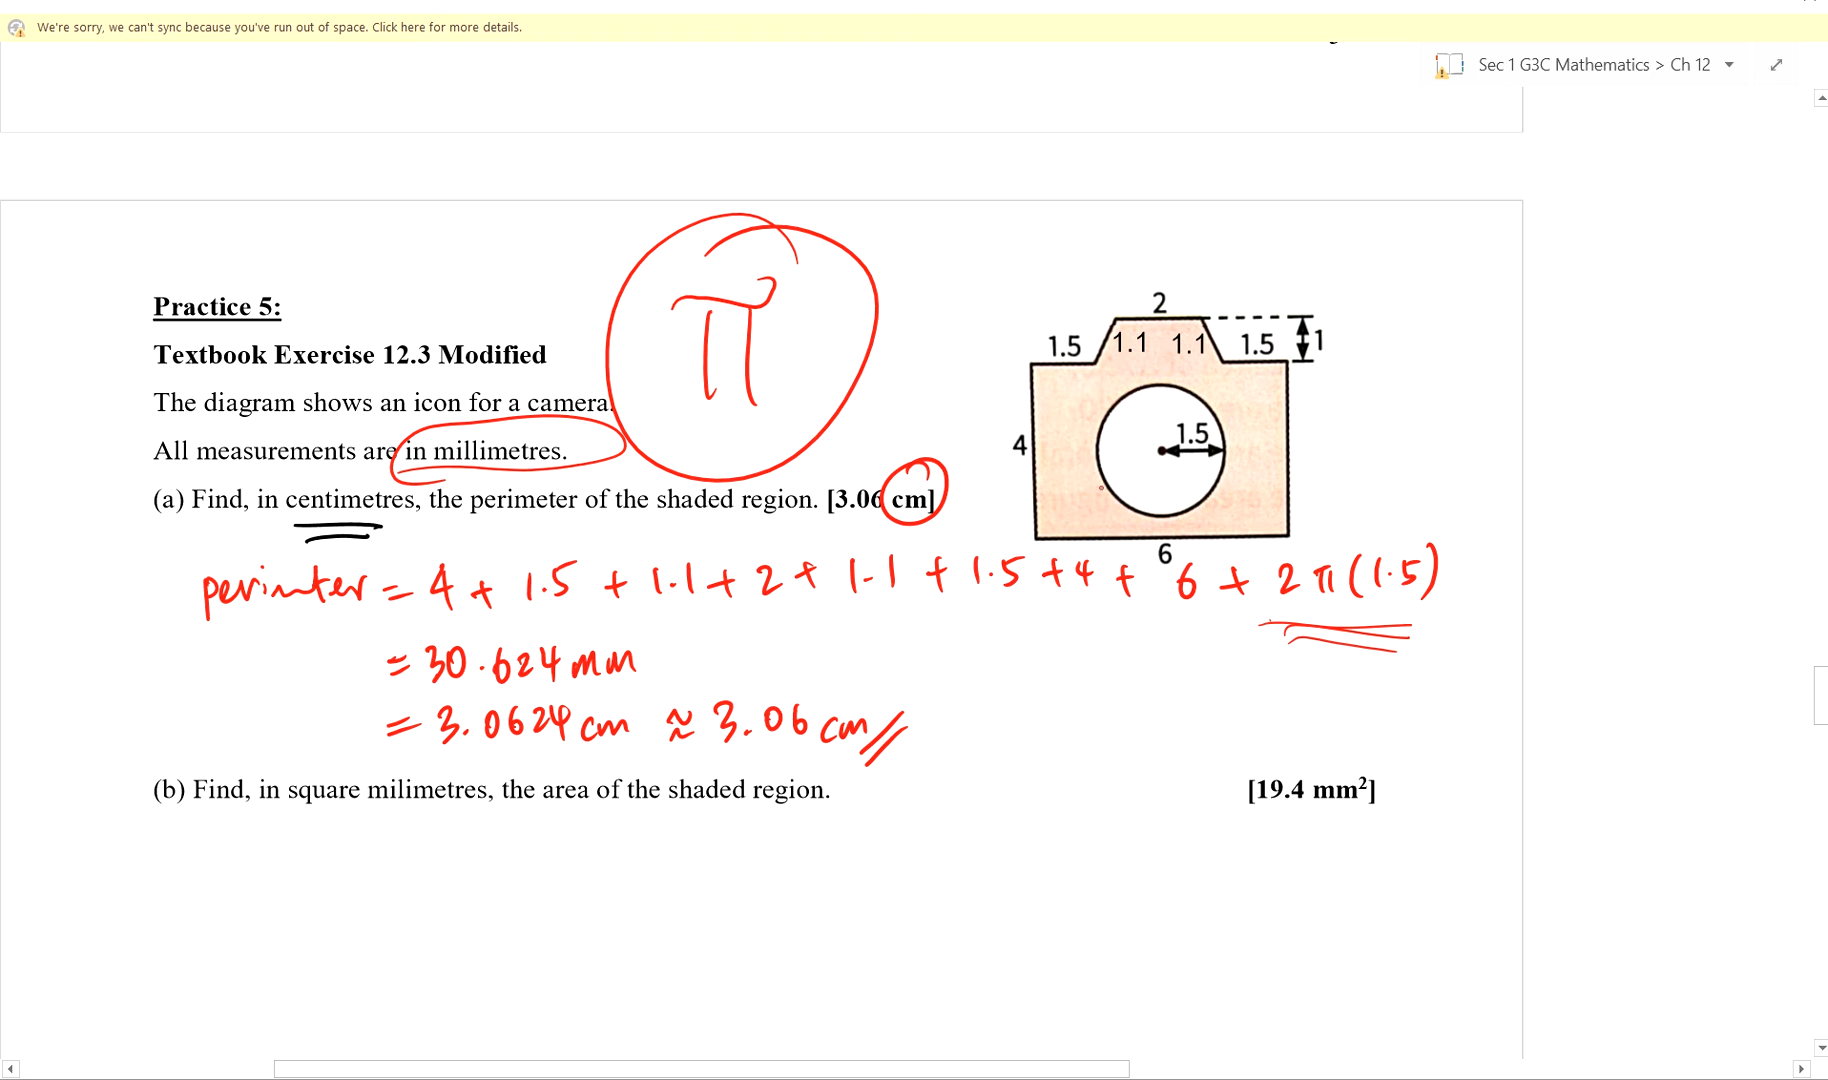 We're sorry, we can't sync because you've run out of space. Click here for more details.
Sec 1 G3C Mathematics > Ch 12
Practice 5:
Textbook Exercise 12.3 Modified
The diagram shows an icon for a camera.
All measurements are in millimetres.
(a) Find, in centimetres, the perimeter of the shaded region. [3.06 cm]
π
2
1.5 1.1 1.1 1.5 1
4 1.5
6
perimter = 4 + 1.5 + 1.1 + 2 + 1.1 + 1.5 + 4 + 6 + 2π(1.5)
= 30.624 mm
= 3.0624 cm ≈ 3.06 cm
(b) Find, in square milimetres, the area of the shaded region. [19.4 mm²]